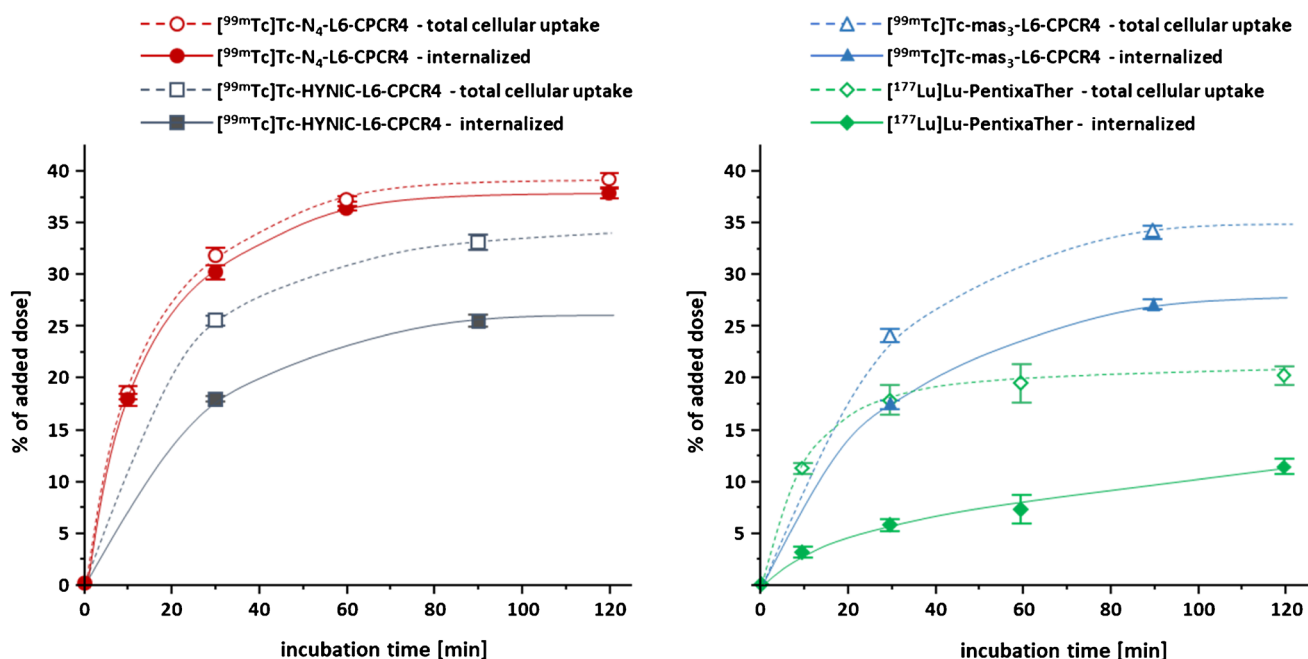 [⁹⁹ᵐTc]Tc-N₄-L6-CPCR4 - total cellular uptake
[⁹⁹ᵐTc]Tc-N₄-L6-CPCR4 - internalized
[⁹⁹ᵐTc]Tc-HYNIC-L6-CPCR4 - total cellular uptake
[⁹⁹ᵐTc]Tc-HYNIC-L6-CPCR4 - internalized
% of added dose]
40
35
30
25
20
15
10
5
0
0 20 40 60 80 100 120
incubation time [min]
[⁹⁹ᵐTc]Tc-mas₃-L6-CPCR4 - total cellular uptake
[⁹⁹ᵐTc]Tc-mas₃-L6-CPCR4 - internalized
[¹⁷⁷Lu]Lu-PentixaTher - total cellular uptake
[¹⁷⁷Lu]Lu-PentixaTher - internalized
% of added dose]
40
35
30
25
20
15
10
5
0
0 20 40 60 80 100 120
incubation time [min]